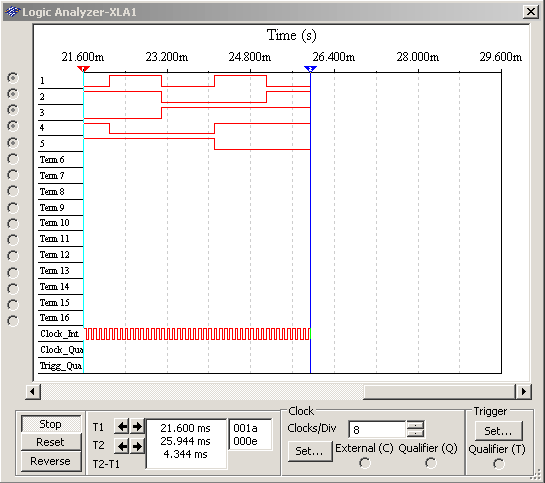 Logic Analyzer-XLA1
Time (s)
21.600m 23.200m 24.800m 26.400m 28.000m 29.600m
1
2
3
4
5
Term 6
Term 7
Term 8
Term 9
Term 10
Term 11
Term 12
Term 13
Term 14
Term 15
Term 16
Clock_Int
Clock_Qua
Trigg_Qua
Stop
Reset
Reverse
T1
T2
T2-T1
21.600 ms
25.944 ms
4.344 ms
001a
000e
Clock
Clocks/Div 8
Set... External (C) Qualifier (Q)
Trigger
Set...
Qualifier (T)